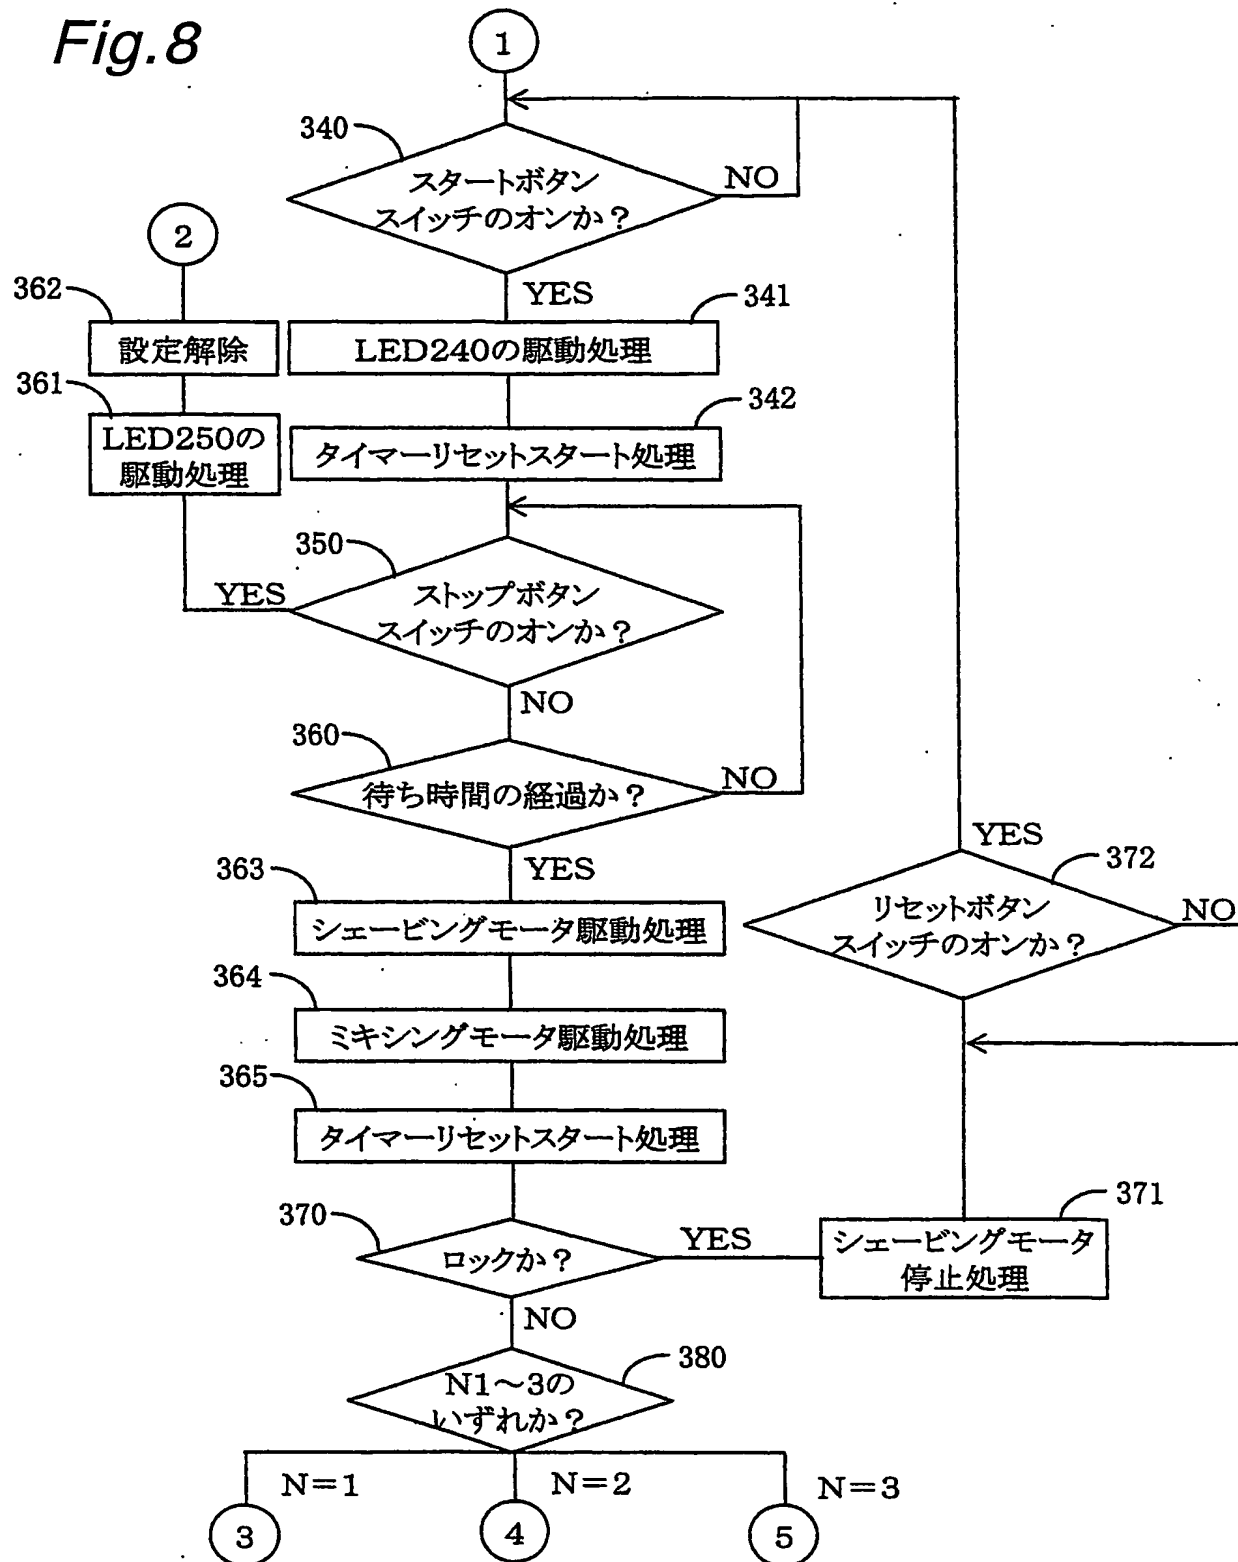 Fig.8
1
340
スタートボタン
スイッチのオンか？
NO
YES
2
362
設定解除
341
LED240の駆動処理
361
LED250の
駆動処理
342
タイマーリセットスタート処理
350
YES
ストップボタン
スイッチのオンか？
NO
360
待ち時間の経過か？
NO
YES
363
シェービングモータ駆動処理
YES
372
リセットボタン
スイッチのオンか？
NO
364
ミキシングモータ駆動処理
365
タイマーリセットスタート処理
370
ロックか？
YES
371
シェービングモータ
停止処理
NO
380
N1～3の
いずれか？
N=1
N=2
N=3
3
4
5